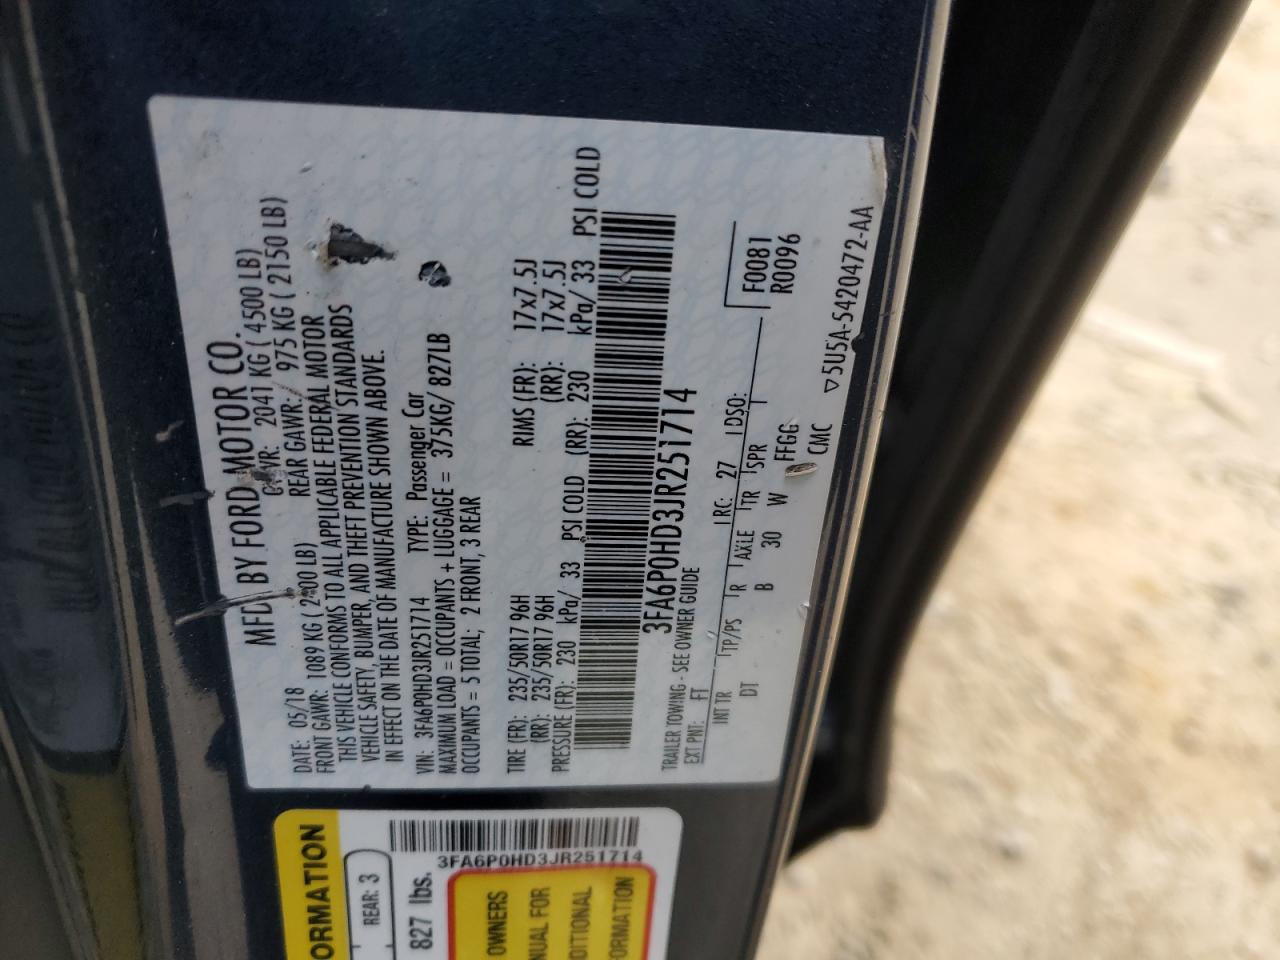 MFD BY FORD MOTOR CO.
DATE: 05/18 GVWR: 2041 KG ( 4500 LB)
FRONT GAWR: 1089 KG ( 2400 LB) REAR GAWR: 975 KG ( 2150 LB)
THIS VEHICLE CONFORMS TO ALL APPLICABLE FEDERAL MOTOR
VEHICLE SAFETY, BUMPER, AND THEFT PREVENTION STANDARDS
IN EFFECT ON THE DATE OF MANUFACTURE SHOWN ABOVE.
VIN: 3FA6P0HD3JR251714 TYPE: Passenger Car
MAXIMUM LOAD = OCCUPANTS + LUGGAGE = 375KG/ 827LB
OCCUPANTS = 5 TOTAL; 2 FRONT, 3 REAR
TIRE (FR): 235/50R17 96H RIMS (FR): 17x7.5J
(RR): 235/50R17 96H (RR): 17x7.5J
PRESSURE (FR): 230 kPa/ 33 PSI COLD (RR): 230 kPa/ 33 PSI COLD
3FA6P0HD3JR251714
TRAILER TOWING - SEE OWNER GUIDE
EXT PNT: FT RC: 27 DSO: F0081
R0096
INT TR TP/PS R AXLE TR SPR
DT B 30 W FFGG
CMC
▽5U5A-5420472-AA
ORMATION
REAR: 3
827 lbs.
3FA6P0HD3JR251714
OWNERS
NUAL FOR
DITIONAL
ORMATION